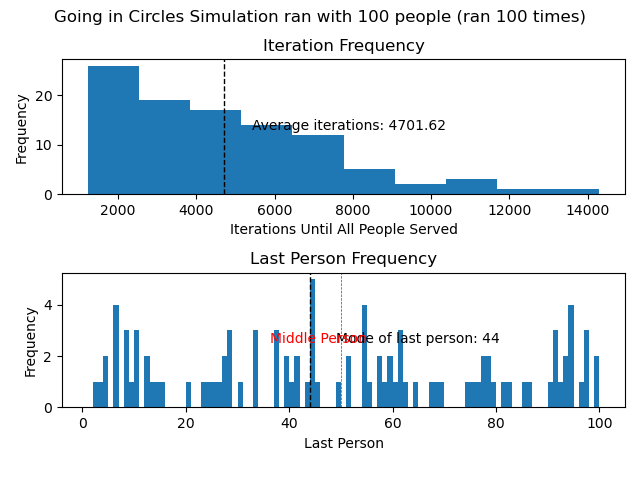 Going in Circles Simulation ran with 100 people (ran 100 times)
Iteration Frequency
Frequency
20
10
0
Average iterations: 4701.62
2000 4000 6000 8000 10000 12000 14000
Iterations Until All People Served
Last Person Frequency
Frequency
4
2
0
Middle Person
Mode of last person: 44
0 20 40 60 80 100
Last Person